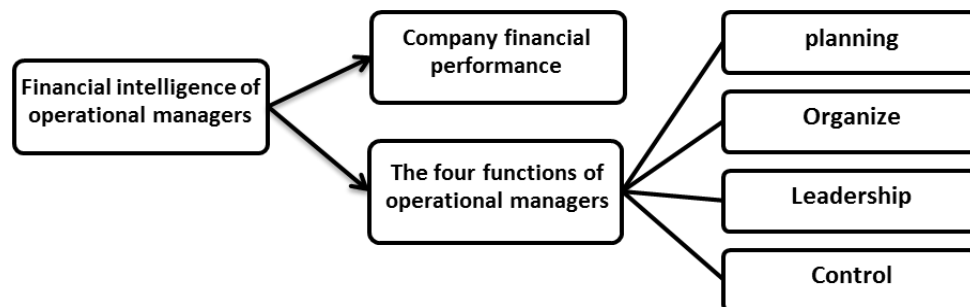 Financial intelligence of
operational managers
Company financial
performance
The four functions of
operational managers
planning
Organize
Leadership
Control